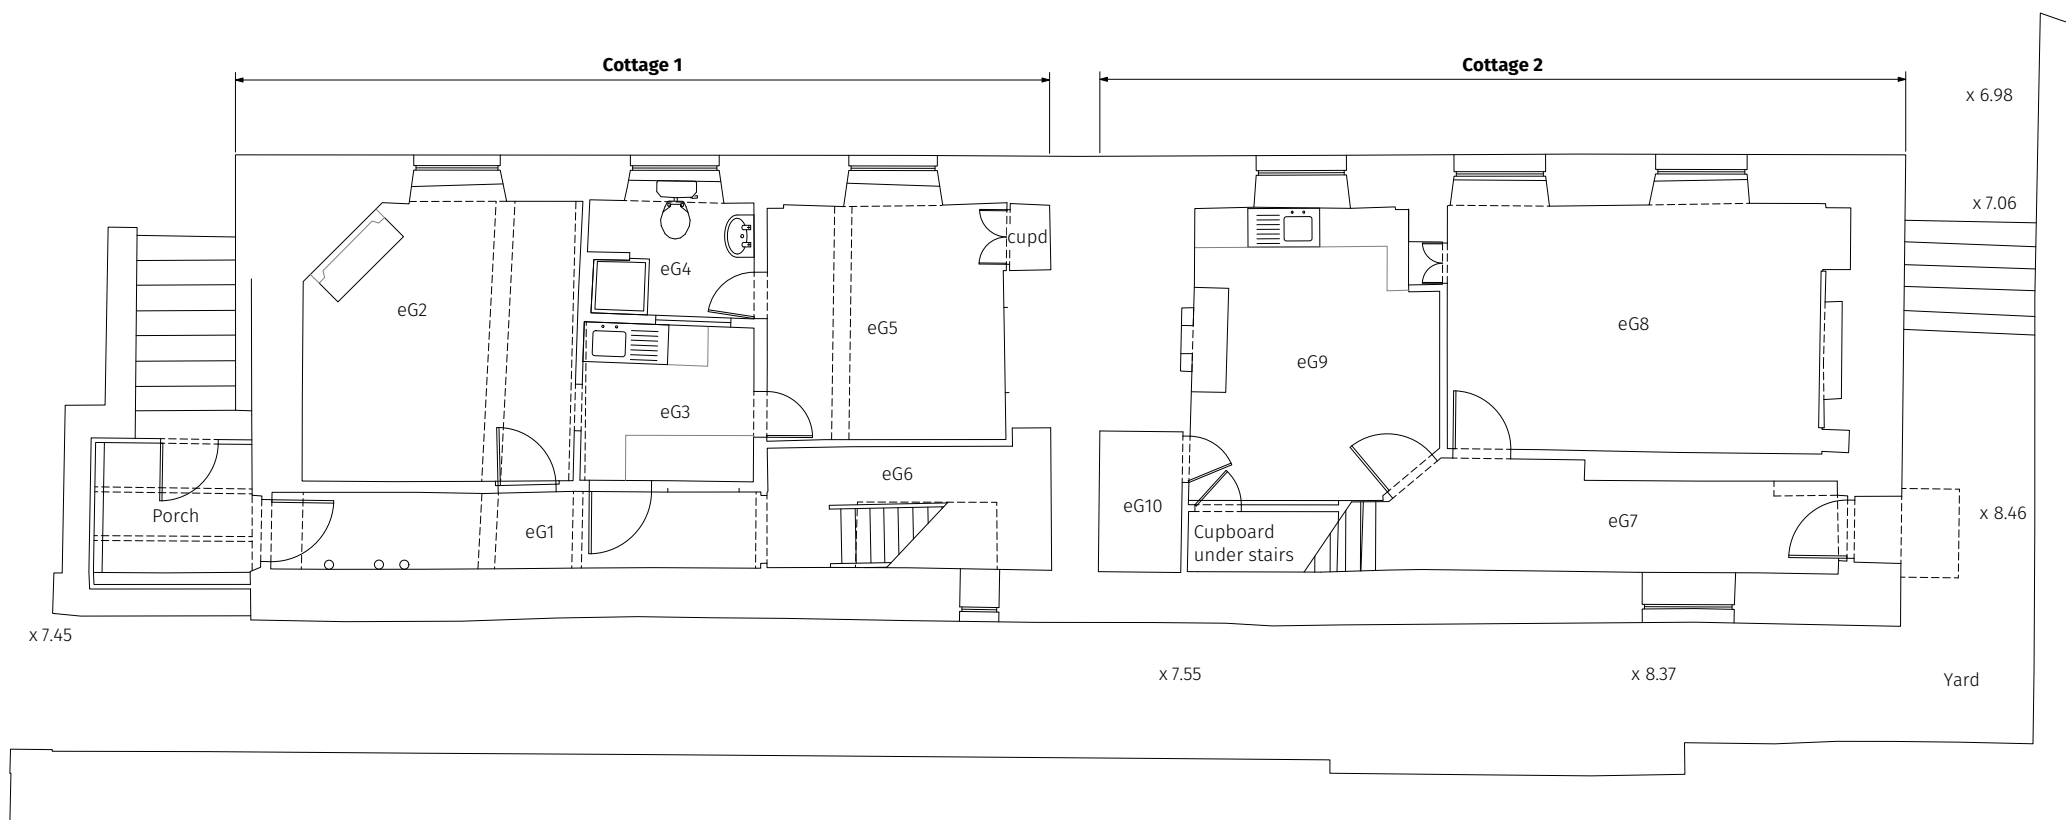 Cottage 1
Cottage 2
x 6.98
x 7.06
cupd
eG4
eG2
eG5
eG8
eG9
eG3
eG6
Porch
eG1
eG10
Cupboard
under stairs
eG7
x 8.46
x 7.45
x 7.55
x 8.37
Yard